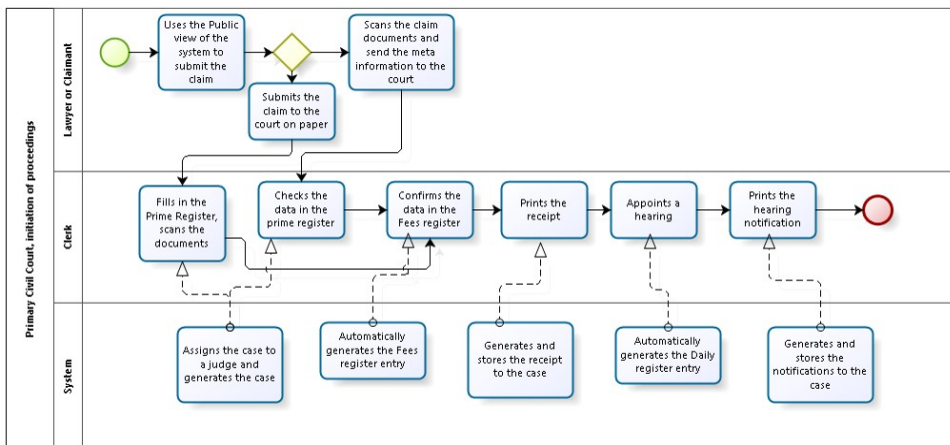 Primary Civil Court, initiation of proceedings
Lawyer or Claimant
Uses the Public
view of the
system to
submit the
claim
Scans the claim
documents and
send the meta
information to the
court
Submits the
claim to the
court on paper
Clerk
Fills in the
Prime Register,
scans the
documents
Checks the
data in the
prime register
Confirms the
data in the
Fees register
Prints the
receipt
Appoints a
hearing
Prints the
hearing
notification
System
Assigns the case to
a judge and
generates the case
Automatically
generates the Fees
register entry
Generates and
stores the receipt
to the case
Automatically
generates the Daily
register entry
Generates and
stores the
notifications to the
case